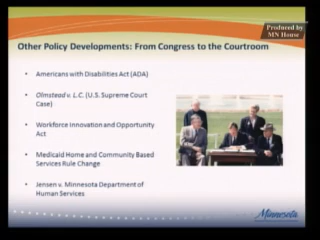 Produced by
MN House
Other Policy Developments: From Congress to the Courtroom
• Americans with Disabilities Act (ADA)
• Olmstead v. L.C. (U.S. Supreme Court
Case)
• Workforce Innovation and Opportunity
Act
• Medicaid Home and Community Based
Services Rule Change
• Jensen v. Minnesota Department of
Human Services
Minnesota